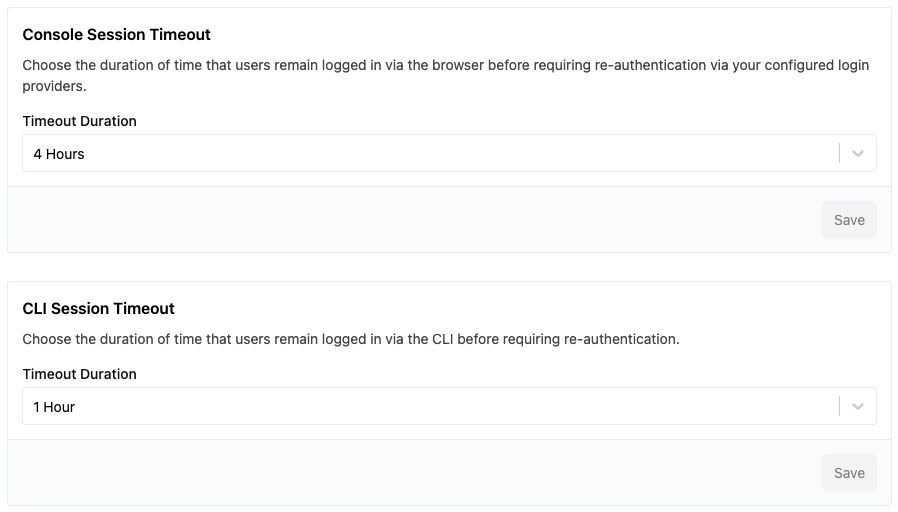 Console Session Timeout
Choose the duration of time that users remain logged in via the browser before requiring re-authentication via your configured login
providers.
Timeout Duration
4 Hours
Save
CLI Session Timeout
Choose the duration of time that users remain logged in via the CLI before requiring re-authentication.
Timeout Duration
1 Hour
Save